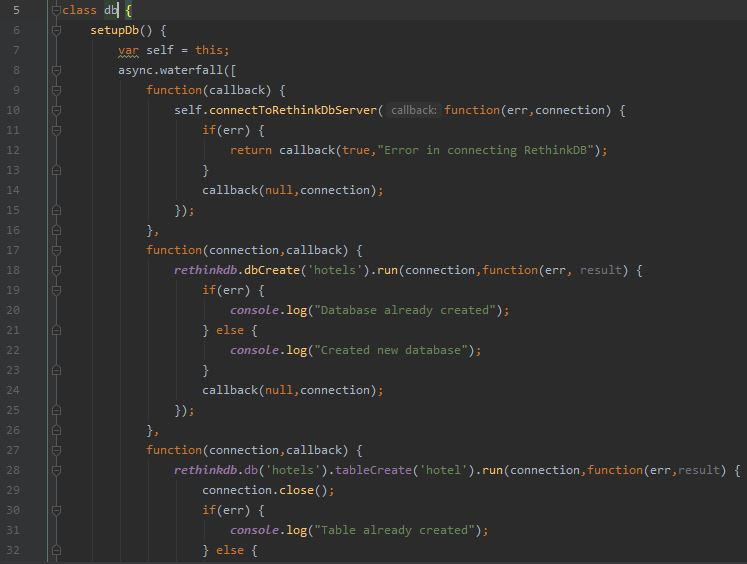 5 class db {
6 setupDb() {
7 var self = this;
8 async.waterfall([
9 function(callback) {
10 self.connectToRethinkDbServer( callback: function(err,connection) {
11 if(err) {
12 return callback(true,"Error in connecting RethinkDB");
13 }
14 callback(null,connection);
15 });
16 },
17 function(connection,callback) {
18 rethinkdb.dbCreate('hotels').run(connection,function(err, result) {
19 if(err) {
20 console.log("Database already created");
21 } else {
22 console.log("Created new database");
23 }
24 callback(null,connection);
25 });
26 },
27 function(connection,callback) {
28 rethinkdb.db('hotels').tableCreate('hotel').run(connection,function(err,result) {
29 connection.close();
30 if(err) {
31 console.log("Table already created");
32 } else {